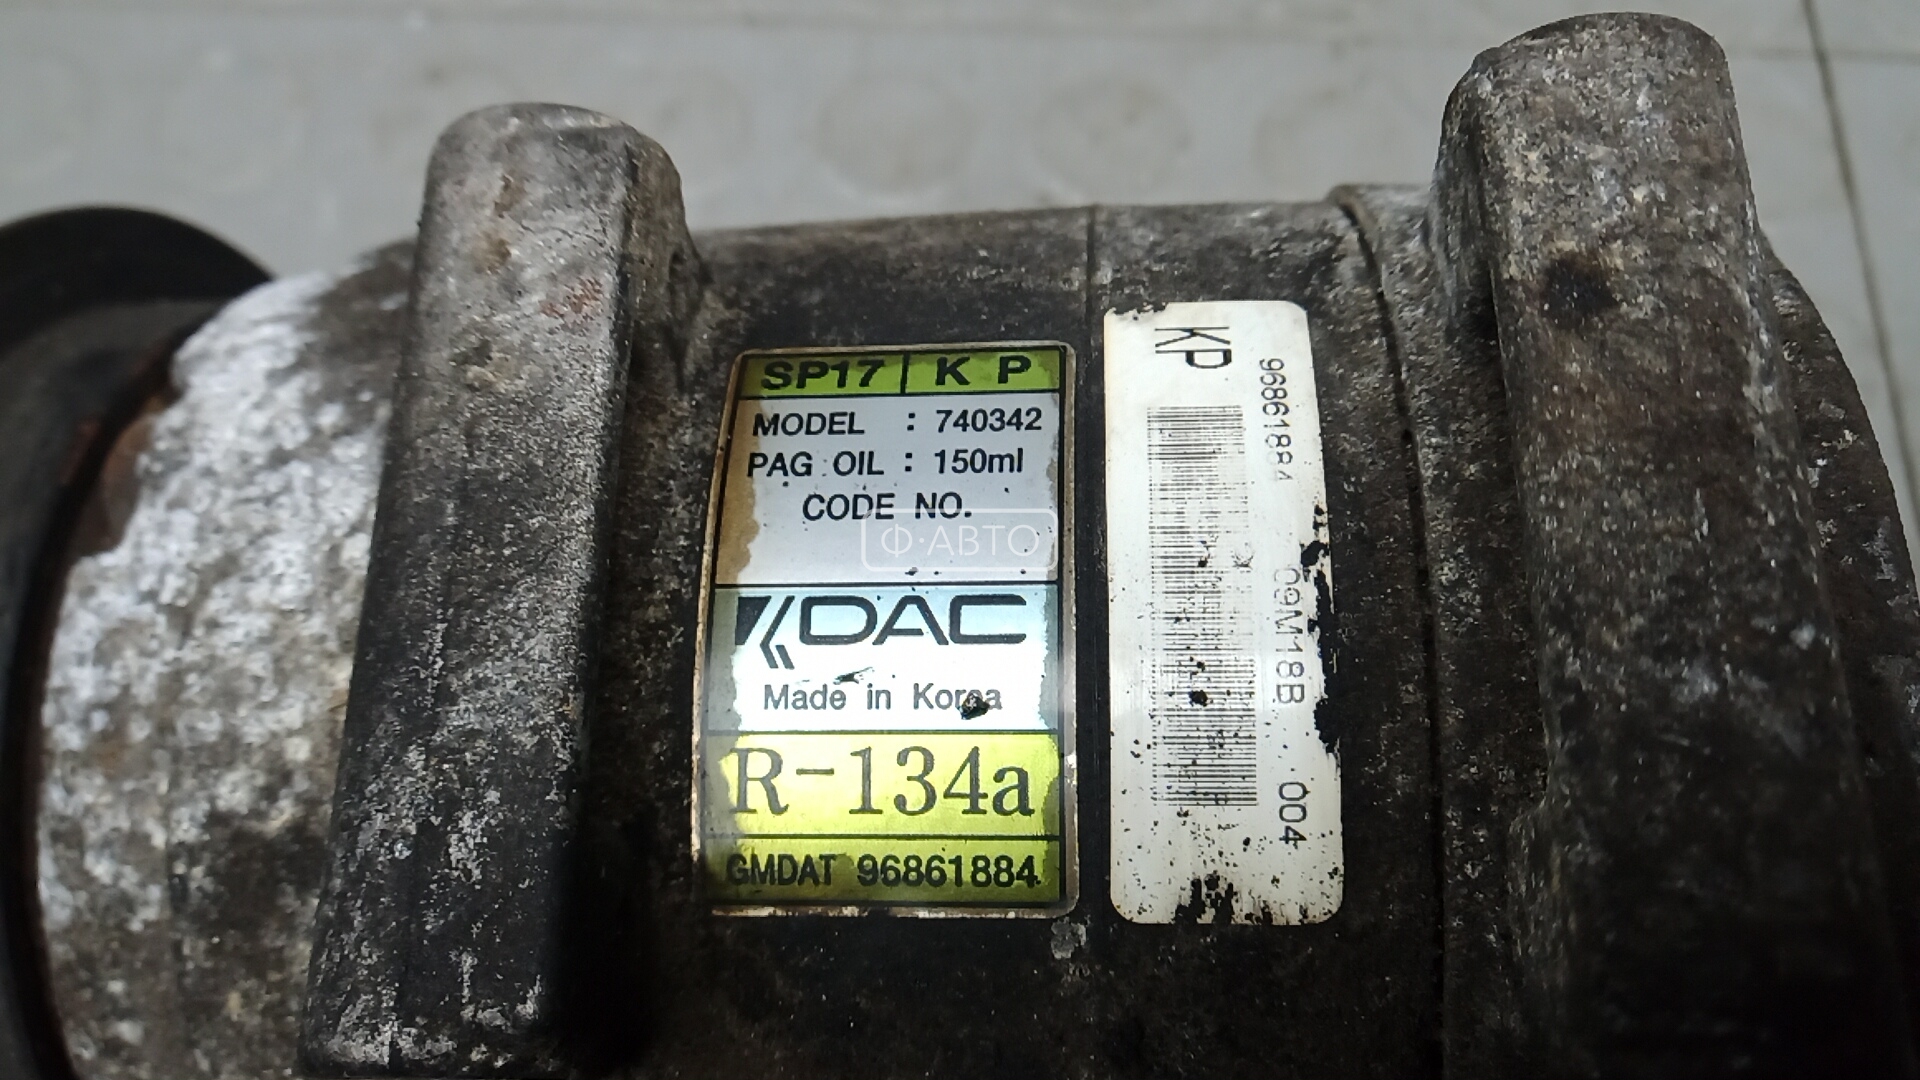 SP17 | K P
MODEL : 740342
PAG OIL : 150ml
CODE NO.
Ф·АВТО
DAC
Made in Korea
R-134a
GMDAT 96861884
KP
96861884 09M18B 004